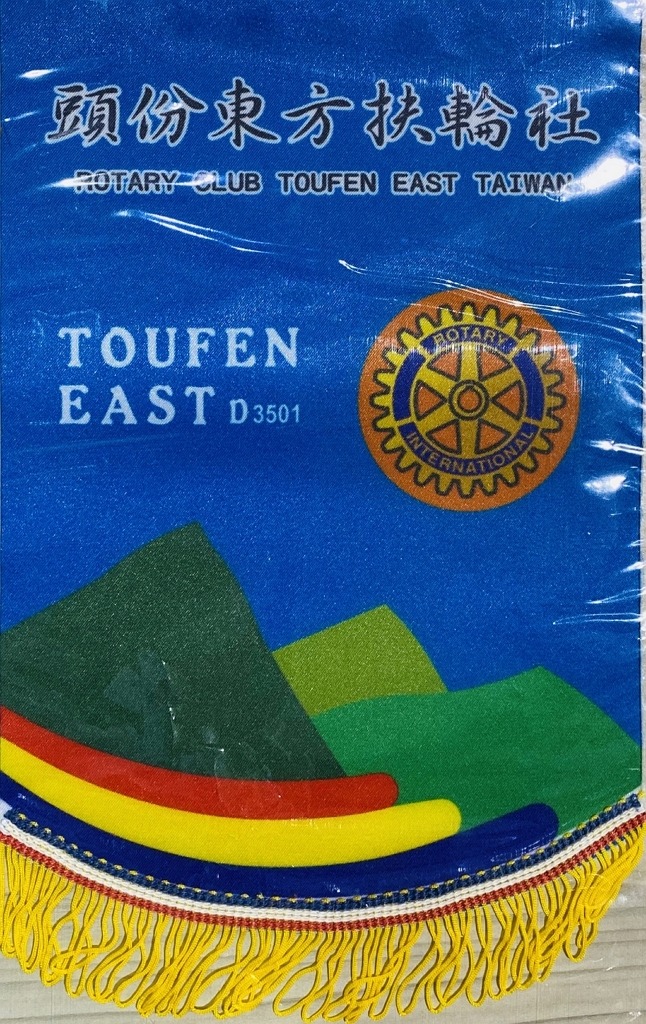 頭份東方扶輪社
ROTARY CLUB TOUFEN EAST TAIWAN
TOUFEN
EAST D3501
ROTARY
INTERNATIONAL